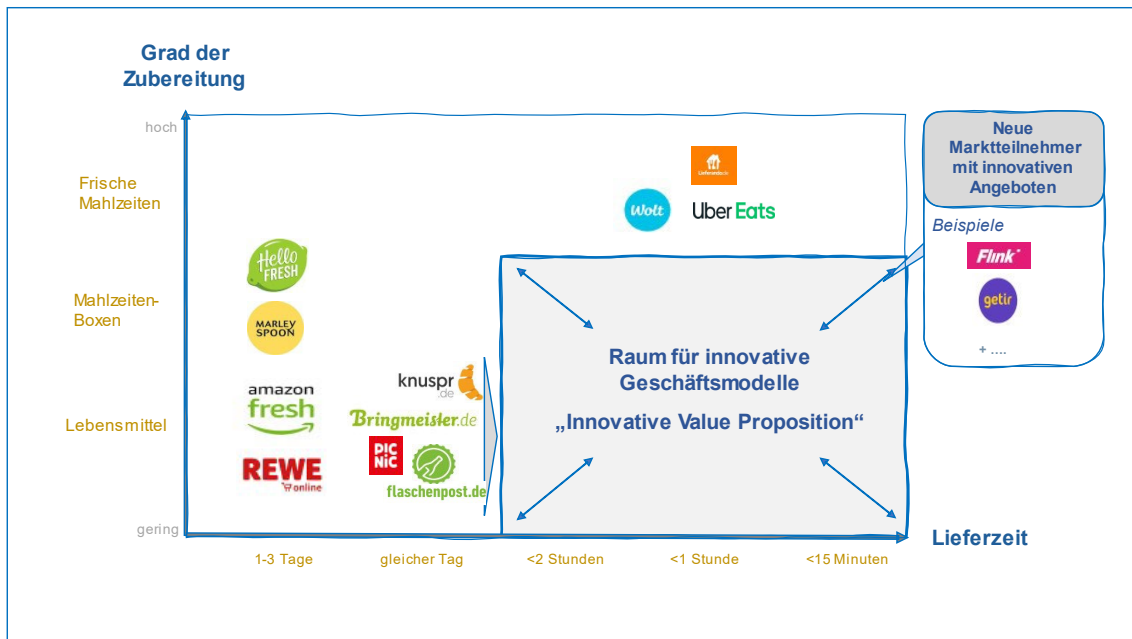 Grad der
Zubereitung
hoch
Frische
Mahlzeiten
Mahlzeiten-
Boxen
Lebensmittel
gering
Lieferando.de
Wolt
Uber Eats
Hello
FRESH
MARLEY
SPOON
amazon
fresh
REWE
online
knuspr
.de
Bringmeister.de
PIC
NIC
flaschenpost.de
Raum für innovative
Geschäftsmodelle
„Innovative Value Proposition“
Neue
Marktteilnehmer
mit innovativen
Angeboten
Beispiele
Flink
getir
+ ....
Lieferzeit
1-3 Tage
gleicher Tag
<2 Stunden
<1 Stunde
<15 Minuten